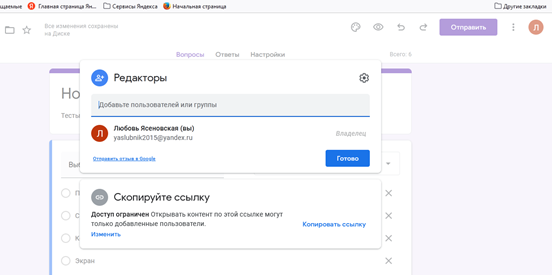 щаемые Главная страница Ян... Сервисы Яндекса Начальная страница Другие закладки
Все изменения сохранены
на Диске
Отправить
Л
Вопросы Ответы Настройки
Всего: 6
Но
Тесты
Редакторы
Добавьте пользователей или группы
Л
Любовь Ясеновская (вы)
yaslubnik2015@yandex.ru
Владелец
Отправить отзыв в Google
Готово
Скопируйте ссылку
Доступ ограничен Открывать контент по этой ссылке могут
только добавленные пользователи.
Изменить
Копировать ссылку
Экран